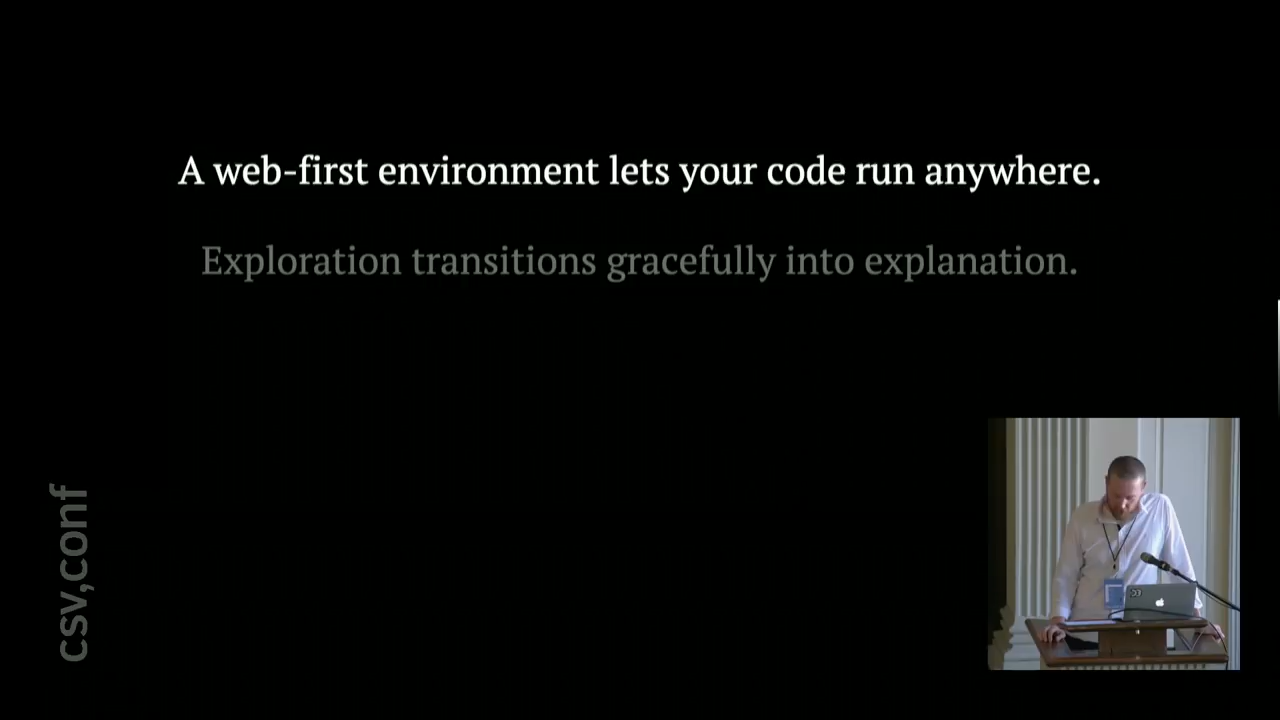 A web-first environment lets your code run anywhere.
Exploration transitions gracefully into explanation.
csv,conf